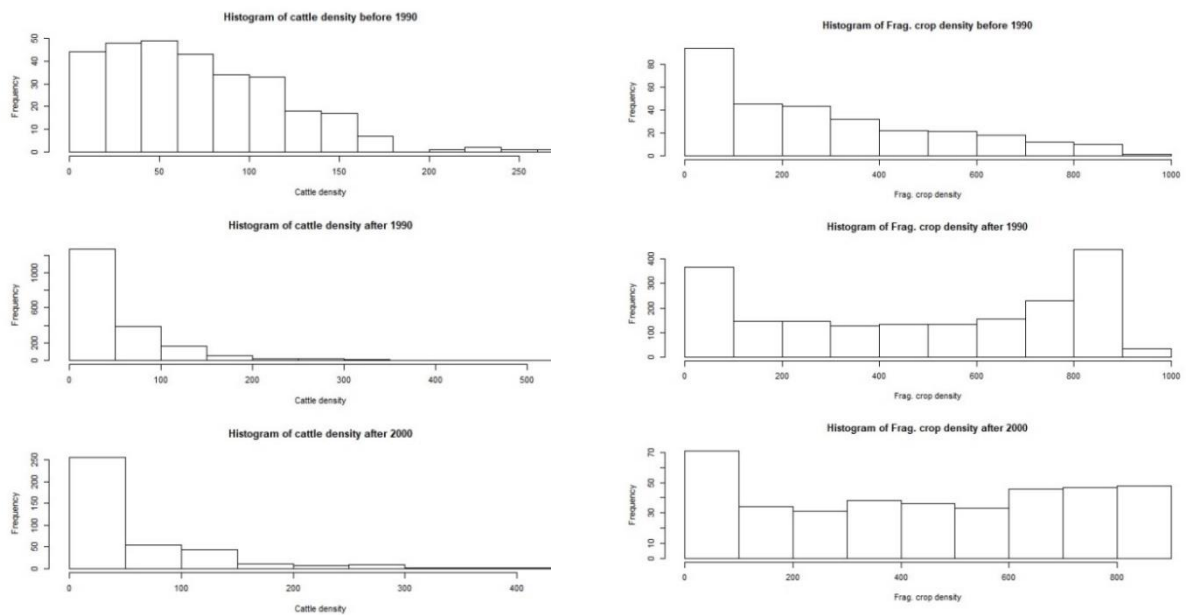 Histogram of cattle density before 1990
Frequency
0 10 20 30 40 50
0 50 100 150 200 250
Cattle density
Histogram of cattle density after 1990
Frequency
0 200 600 1000
0 100 200 300 400 500
Cattle density
Histogram of cattle density after 2000
Frequency
0 50 100 150 200 250
0 100 200 300 400
Cattle density
Histogram of Frag. crop density before 1990
Frequency
0 20 40 60 80
0 200 400 600 800 1000
Frag. crop density
Histogram of Frag. crop density after 1990
Frequency
0 100 200 300 400
0 200 400 600 800 1000
Frag. crop density
Histogram of Frag. crop density after 2000
Frequency
0 10 30 50 70
0 200 400 600 800
Frag. crop density